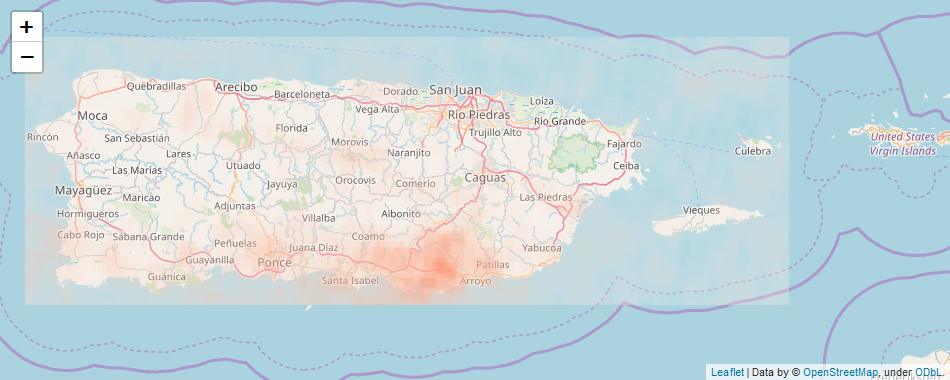 +
−
Quebradillas
Arecibo
Barceloneta
Dorado
San Juan
Loíza
Moca
Vega Alta
Río Piedras
Río Grande
Rincón
San Sebastián
Florida
Morovis
Trujillo Alto
Fajardo
Culebra
United States
Virgin Islands
Añasco
Lares
Naranjito
Las Marías
Utuado
Ceiba
Mayagüez
Maricao
Jayuya
Orocovis
Comerio
Caguas
Las Piedras
Hormigueros
Adjuntas
Villalba
Aibonito
Vieques
Cabo Rojo
Sábana Grande
Peñuelas
Juana Díaz
Coamo
Yabucoa
Guayanilla
Ponce
Patillas
Guánica
Santa Isabel
Arroyo
Leaflet | Data by © OpenStreetMap, under ODbL.